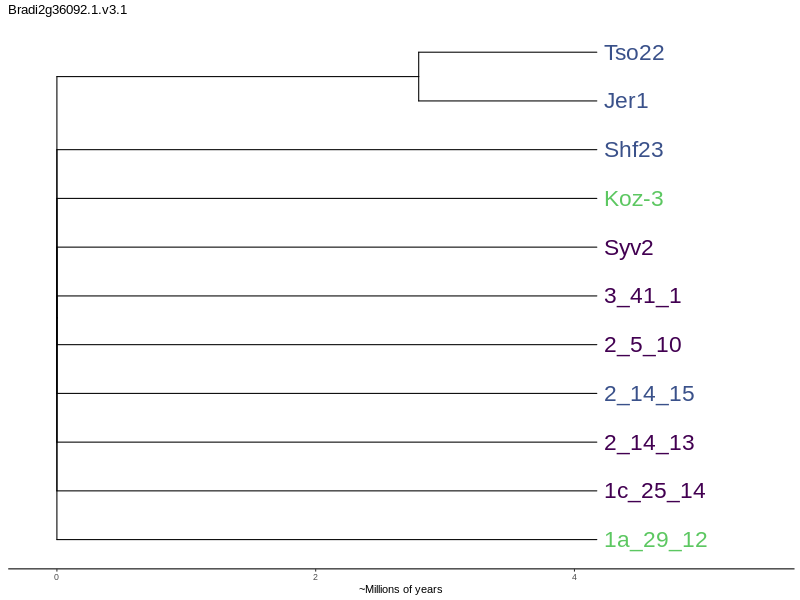 Bradi2g36092.1.v3.1
Tso22
Jer1
Shf23
Koz-3
Syv2
3_41_1
2_5_10
2_14_15
2_14_13
1c_25_14
1a_29_12
0 2 4
~Millions of years